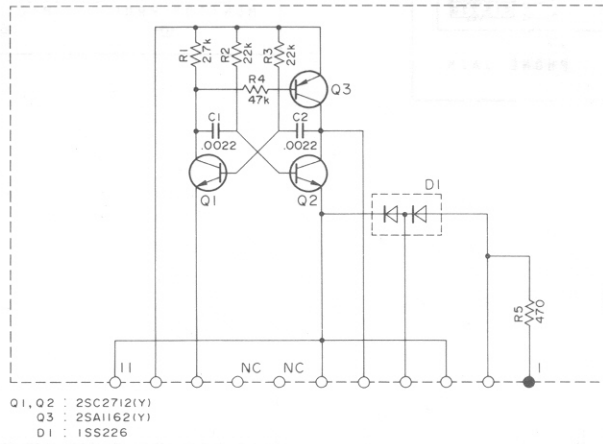 R1
2.7k
R2
22k
R3
22k
R4
47k
Q3
C1
.0022
C2
.0022
Q1
Q2
D1
R5
470
11
NC
NC
1
Q1, Q2 : 2SC2712(Y)
Q3 : 2SA1162(Y)
D1 : 1SS226